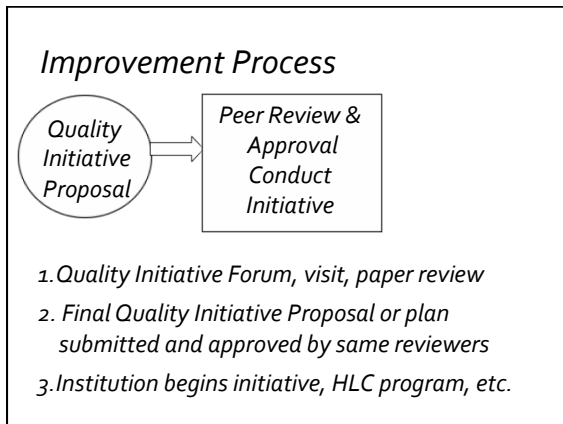 Improvement Process
Quality
Initiative
Proposal
Peer Review &
Approval
Conduct
Initiative
1.Quality Initiative Forum, visit, paper review
2. Final Quality Initiative Proposal or plan
submitted and approved by same reviewers
3.Institution begins initiative, HLC program, etc.